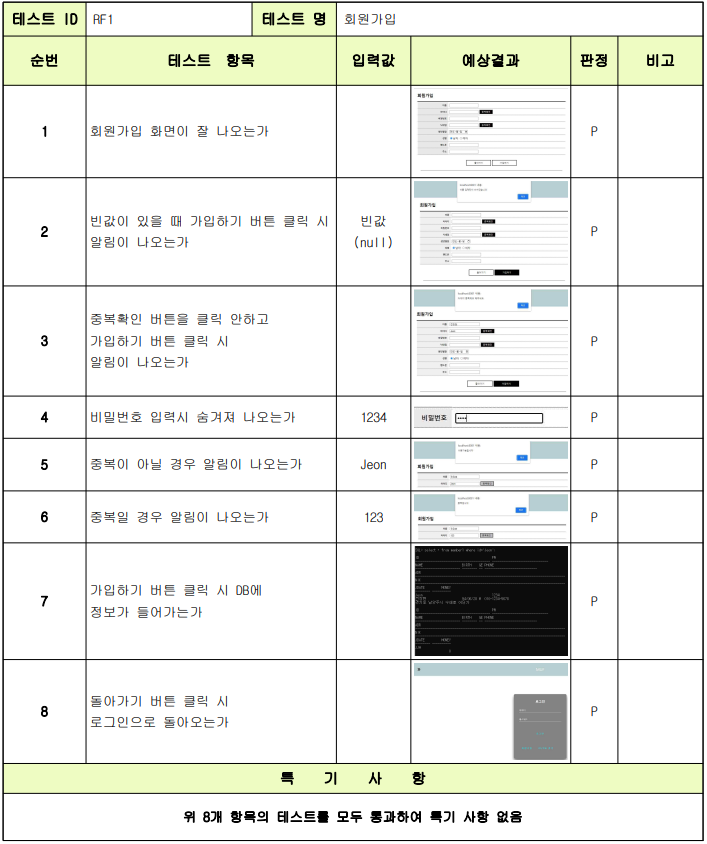 테스트 ID RF1 테스트 명 회원가입
순번 테스트 항목 입력값 예상결과 판정 비고
1 회원가입 화면이 잘 나오는가 P
회원가입
2 빈값이 있을 때 가입하기 버튼 클릭 시
알림이 나오는가
빈값
(null)
회원가입
P
3 중복확인 버튼을 클릭 안하고
가입하기 버튼 클릭 시
알림이 나오는가
회원가입
P
4 비밀번호 입력시 숨겨져 나오는가 1234 비밀번호 •••• P
5 중복이 아닐 경우 알림이 나오는가 Jeon P
회원가입
6 중복일 경우 알림이 나오는가 123 P
회원가입
7 가입하기 버튼 클릭 시 DB에
정보가 들어가는가
P
8 돌아가기 버튼 클릭 시
로그인으로 돌아오는가
로그인
P
특 기 사 항
위 8개 항목의 테스트를 모두 통과하여 특기 사항 없음